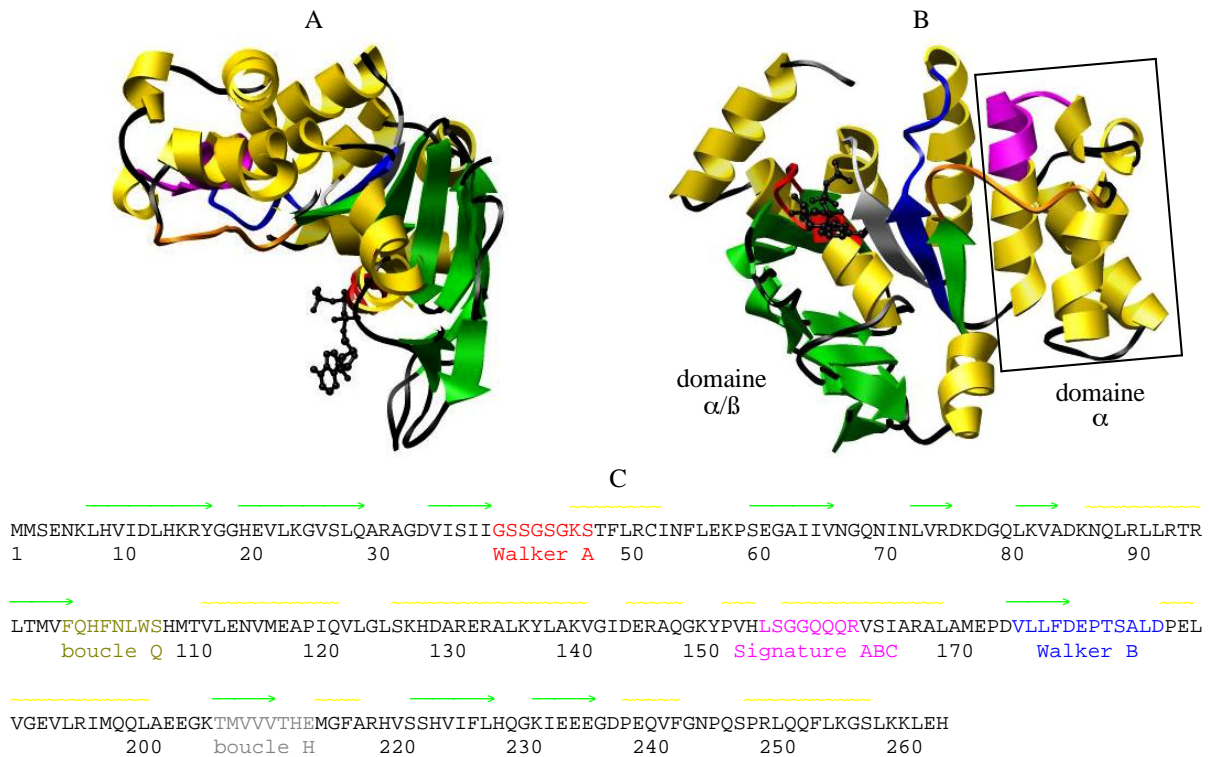 A
B
domaine
α/ß
domaine
α
C
MMSENKLHVIDLHKRYGGHEVLKGVSLQARAGDVISIIGSSGSGKSTFLRCINFLEKPSEGAIIVNGQNINLVRDKDGQLKVADKNQLRLLRTR
1 10 20 30 Walker A 50 60 70 80 90
LTMVFQHFNLWSHMTVLENVMEAPIQVLGLSKHDARERALKYLAKVGIDERAQGKYPVHLSGGQQQRVSIARALAMEPDVLLFDEPTSALDPEL
boucle Q 110 120 130 140 150 Signature ABC 170 Walker B
VGEVLRIMQQLAEEGKTMVVVTHEMGFARHVSSHVIFLHQGKIEEEGDPEQVFGNPQSPRLQQFLKGSLKKLEH
200 boucle H 220 230 240 250 260